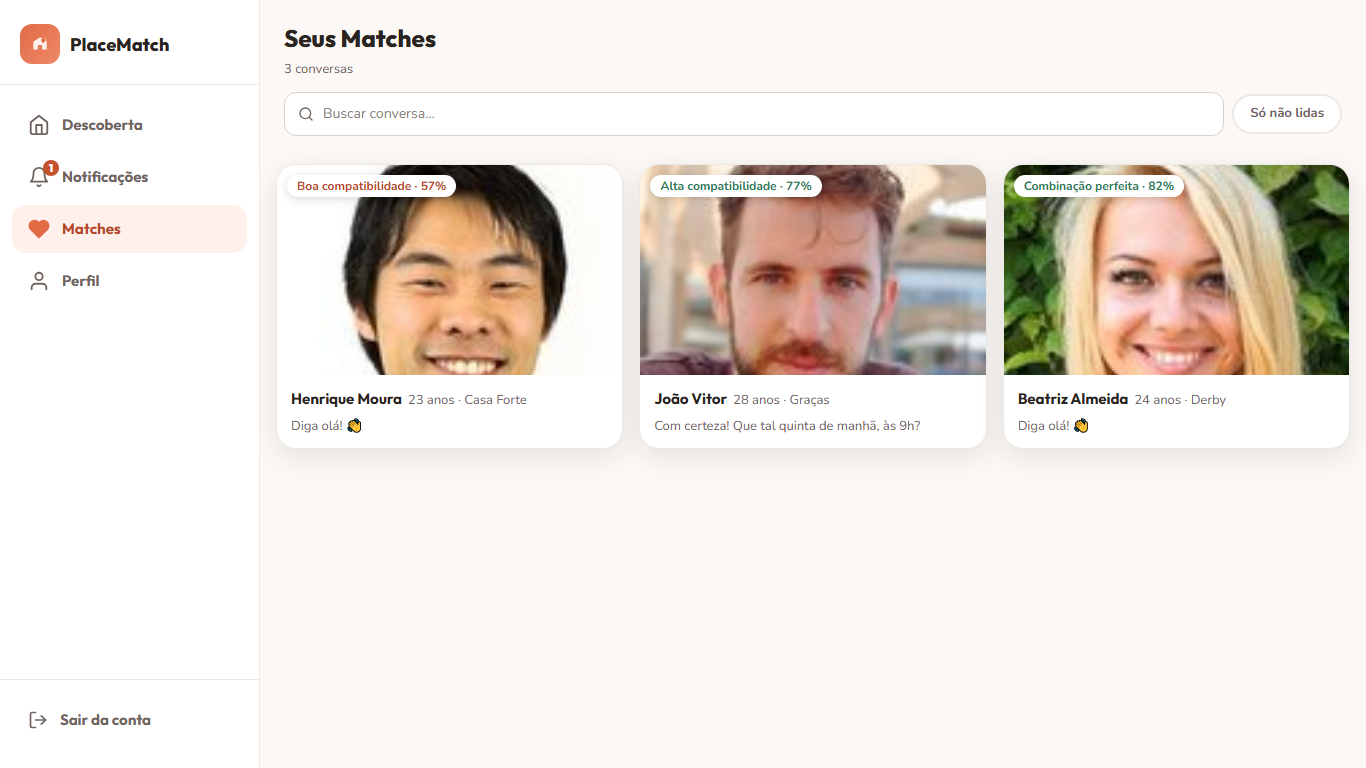 PlaceMatch
Descoberta
1
Notificações
Matches
Perfil
Sair da conta
Seus Matches
3 conversas
Buscar conversa...
Só não lidas
Boa compatibilidade · 57%
Henrique Moura 23 anos · Casa Forte
Diga olá! 👏
Alta compatibilidade · 77%
João Vitor 28 anos · Graças
Com certeza! Que tal quinta de manhã, às 9h?
Combinação perfeita · 82%
Beatriz Almeida 24 anos · Derby
Diga olá! 👏